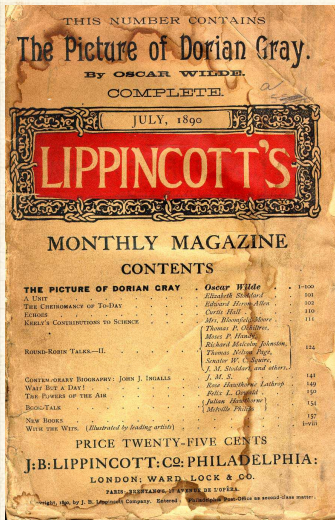 THIS NUMBER CONTAINS
The Picture of Dorian Gray.
By OSCAR WILDE.
COMPLETE.
JULY, 1890
LIPPINCOTT'S
MONTHLY MAGAZINE
CONTENTS
THE PICTURE OF DORIAN GRAY . Oscar Wilde . 1-100
A UNIT . Elizabeth Stoddard . 101
THE CHEIROMANCY OF TO-DAY . Edward Heron-Allen . 102
ECHOES . Curtis Hall . 110
KEELY'S CONTRIBUTIONS TO SCIENCE . Mrs. Bloomfield-Moore . 111
Thomas P. Ochiltree,
Moses P. Handy,
Richard Malcolm Johnston,
ROUND-ROBIN TALKS.—II. Thomas Nelson Page, 124
Senator W. C. Squire,
J. M. Stoddart, and others.
CONTEMPORARY BIOGRAPHY: JOHN J. INGALLS . J. M. S. 141
WAIT BUT A DAY! . Rose Hawthorne Lathrop . 149
THE POWERS OF THE AIR . Felix L. Oswald . 150
BOOK-TALK Julian Hawthorne 154
Melville Philips
NEW BOOKS . 157
WITH THE WITS. (Illustrated by leading artists) . i-viii
PRICE TWENTY-FIVE CENTS
J:B:LIPPINCOTT:Co:PHILADELPHIA:
LONDON: WARD, LOCK & CO.
PARIS: BRENTANO'S, 17 AVENUE DE L'OPÉRA.
Copyright, 1890, by J. B. Lippincott Company. Entered Philadelphia Post-Office as second-class matter.